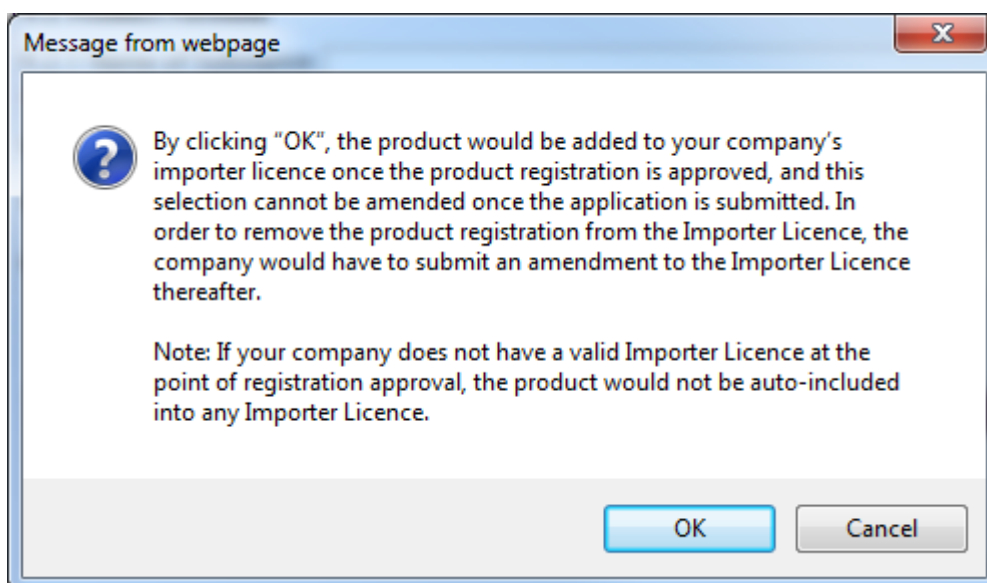 Message from webpage
By clicking “OK”, the product would be added to your company’s
importer licence once the product registration is approved, and this
selection cannot be amended once the application is submitted. In
order to remove the product registration from the Importer Licence, the
company would have to submit an amendment to the Importer Licence
thereafter.
Note: If your company does not have a valid Importer Licence at the
point of registration approval, the product would not be auto-included
into any Importer Licence.
OK
Cancel